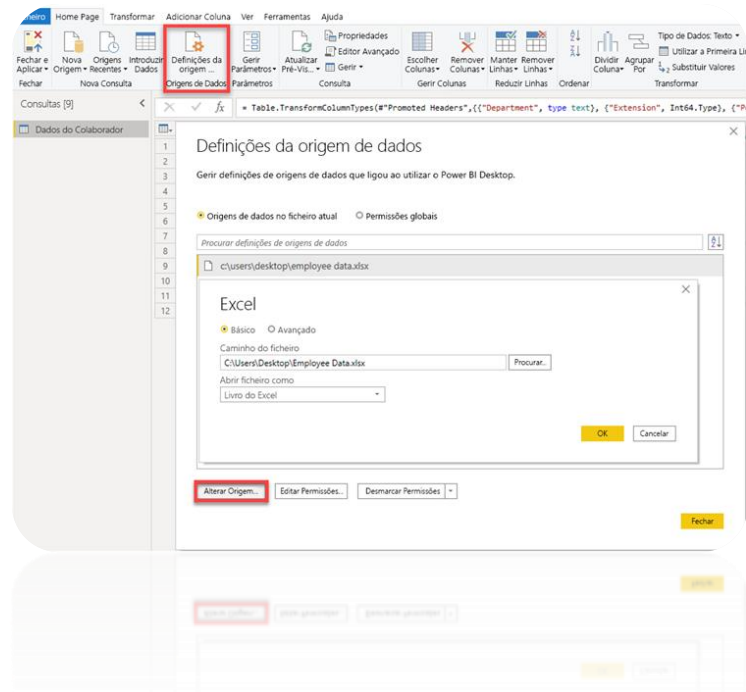 Home Page Transformar Adicionar Coluna Ver Ferramentas Ajuda
Fechar e Aplicar
Nova Origem
Origens Recentes
Introduzir Dados
Definições da origem ...
Gerir Parâmetros
Atualizar Pré-Vis...
Propriedades
Editor Avançado
Gerir
Escolher Colunas
Remover Colunas
Manter Linhas
Remover Linhas
Dividir Coluna
Agrupar Por
Tipo de Dados: Texto
Utilizar a Primeira
Substituir Valores
Fechar Nova Consulta Origens de Dados Parâmetros Consulta Gerir Colunas Reduzir Linhas Ordenar Transformar
Consultas [9]
fx = Table.TransformColumnTypes(#"Promoted Headers",{{"Department", type text}, {"Extension", Int64.Type}, {"P
Dados do Colaborador
1
2
3
4
5
6
7
8
9
10
11
12
Definições da origem de dados
Gerir definições de origens de dados que ligou ao utilizar o Power BI Desktop.
Origens de dados no ficheiro atual Permissões globais
Procurar definições de origens de dados
c:\users\desktop\employee data.xlsx
Excel
Básico Avançado
Caminho do ficheiro
C:\Users\Desktop\Employee Data.xlsx Procurar..
Abrir ficheiro como
Livro do Excel
OK Cancelar
Alterar Origem... Editar Permissões... Desmarcar Permissões
Fechar